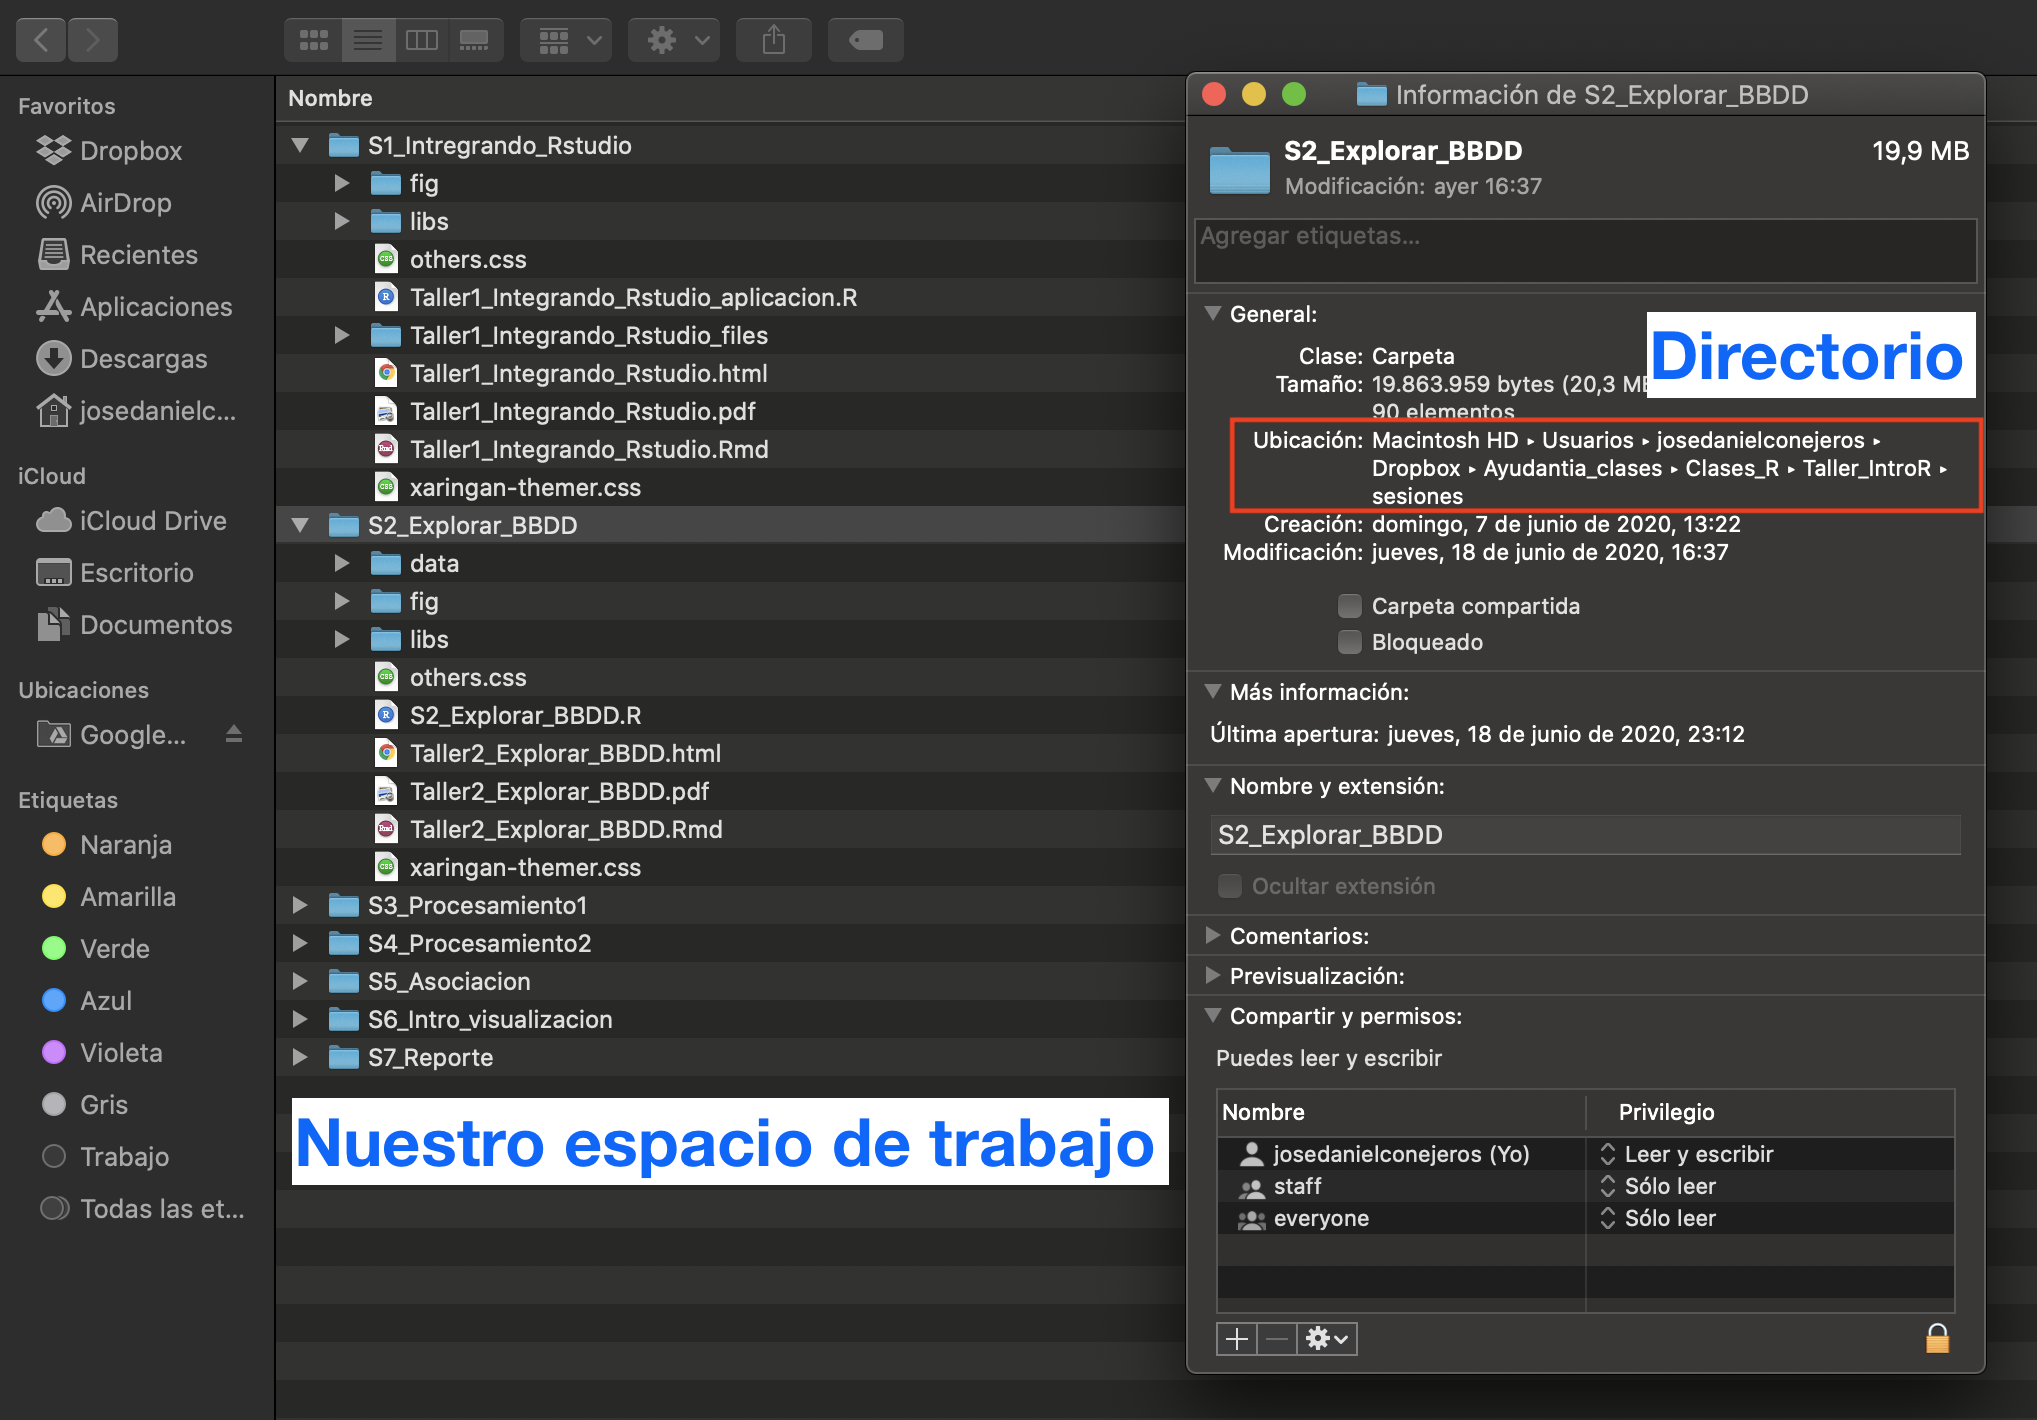 Favoritos
Dropbox
AirDrop
Recientes
Aplicaciones
Descargas
josedanielc...
iCloud
iCloud Drive
Escritorio
Documentos
Ubicaciones
Google...
Etiquetas
Naranja
Amarilla
Verde
Azul
Violeta
Gris
Trabajo
Todas las et...
Nombre
S1_Intregrando_Rstudio
fig
libs
others.css
Taller1_Integrando_Rstudio_aplicacion.R
Taller1_Integrando_Rstudio_files
Taller1_Integrando_Rstudio.html
Taller1_Integrando_Rstudio.pdf
Taller1_Integrando_Rstudio.Rmd
xaringan-themer.css
S2_Explorar_BBDD
data
fig
libs
others.css
S2_Explorar_BBDD.R
Taller2_Explorar_BBDD.html
Taller2_Explorar_BBDD.pdf
Taller2_Explorar_BBDD.Rmd
xaringan-themer.css
S3_Procesamiento1
S4_Procesamiento2
S5_Asociacion
S6_Intro_visualizacion
S7_Reporte
Nuestro espacio de trabajo
Información de S2_Explorar_BBDD
S2_Explorar_BBDD 19,9 MB
Modificación: ayer 16:37
Agregar etiquetas...
General:
Directorio
Clase: Carpeta
Tamaño: 19.863.959 bytes (20,3 MB
90 elementos
Ubicación: Macintosh HD ▸ Usuarios ▸ josedanielconejeros ▸
Dropbox ▸ Ayudantia_clases ▸ Clases_R ▸ Taller_IntroR ▸
sesiones
Creación: domingo, 7 de junio de 2020, 13:22
Modificación: jueves, 18 de junio de 2020, 16:37
Carpeta compartida
Bloqueado
Más información:
Última apertura: jueves, 18 de junio de 2020, 23:12
Nombre y extensión:
S2_Explorar_BBDD
Ocultar extensión
Comentarios:
Previsualización:
Compartir y permisos:
Puedes leer y escribir
Nombre Privilegio
josedanielconejeros (Yo) Leer y escribir
staff Sólo leer
everyone Sólo leer